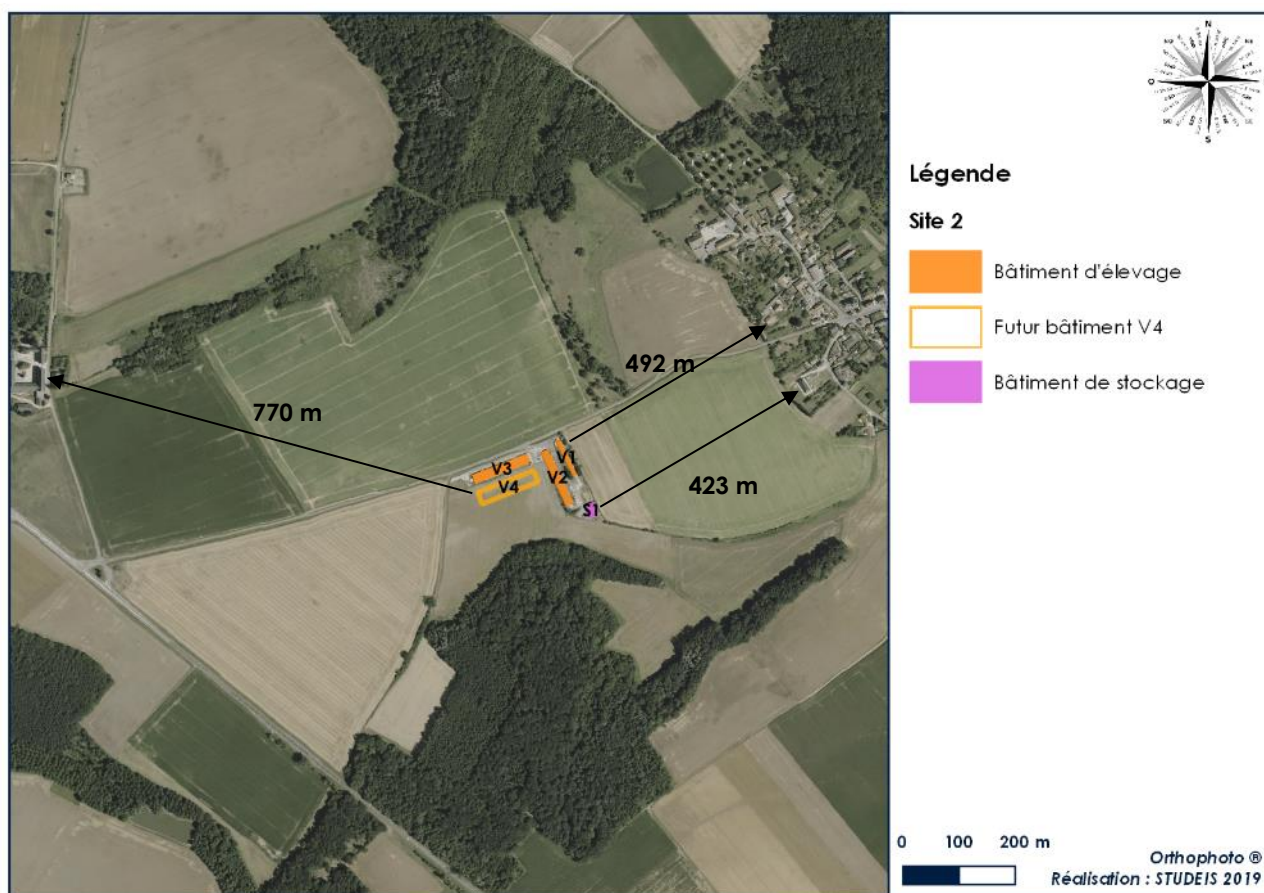 N
O
S
Légende
Site 2
Bâtiment d'élevage
Futur bâtiment V4
Bâtiment de stockage
492 m
770 m
423 m
V1
V3
V2
V4
S1
0 100 200 m
Orthophoto ®
Réalisation : STUDEIS 2019